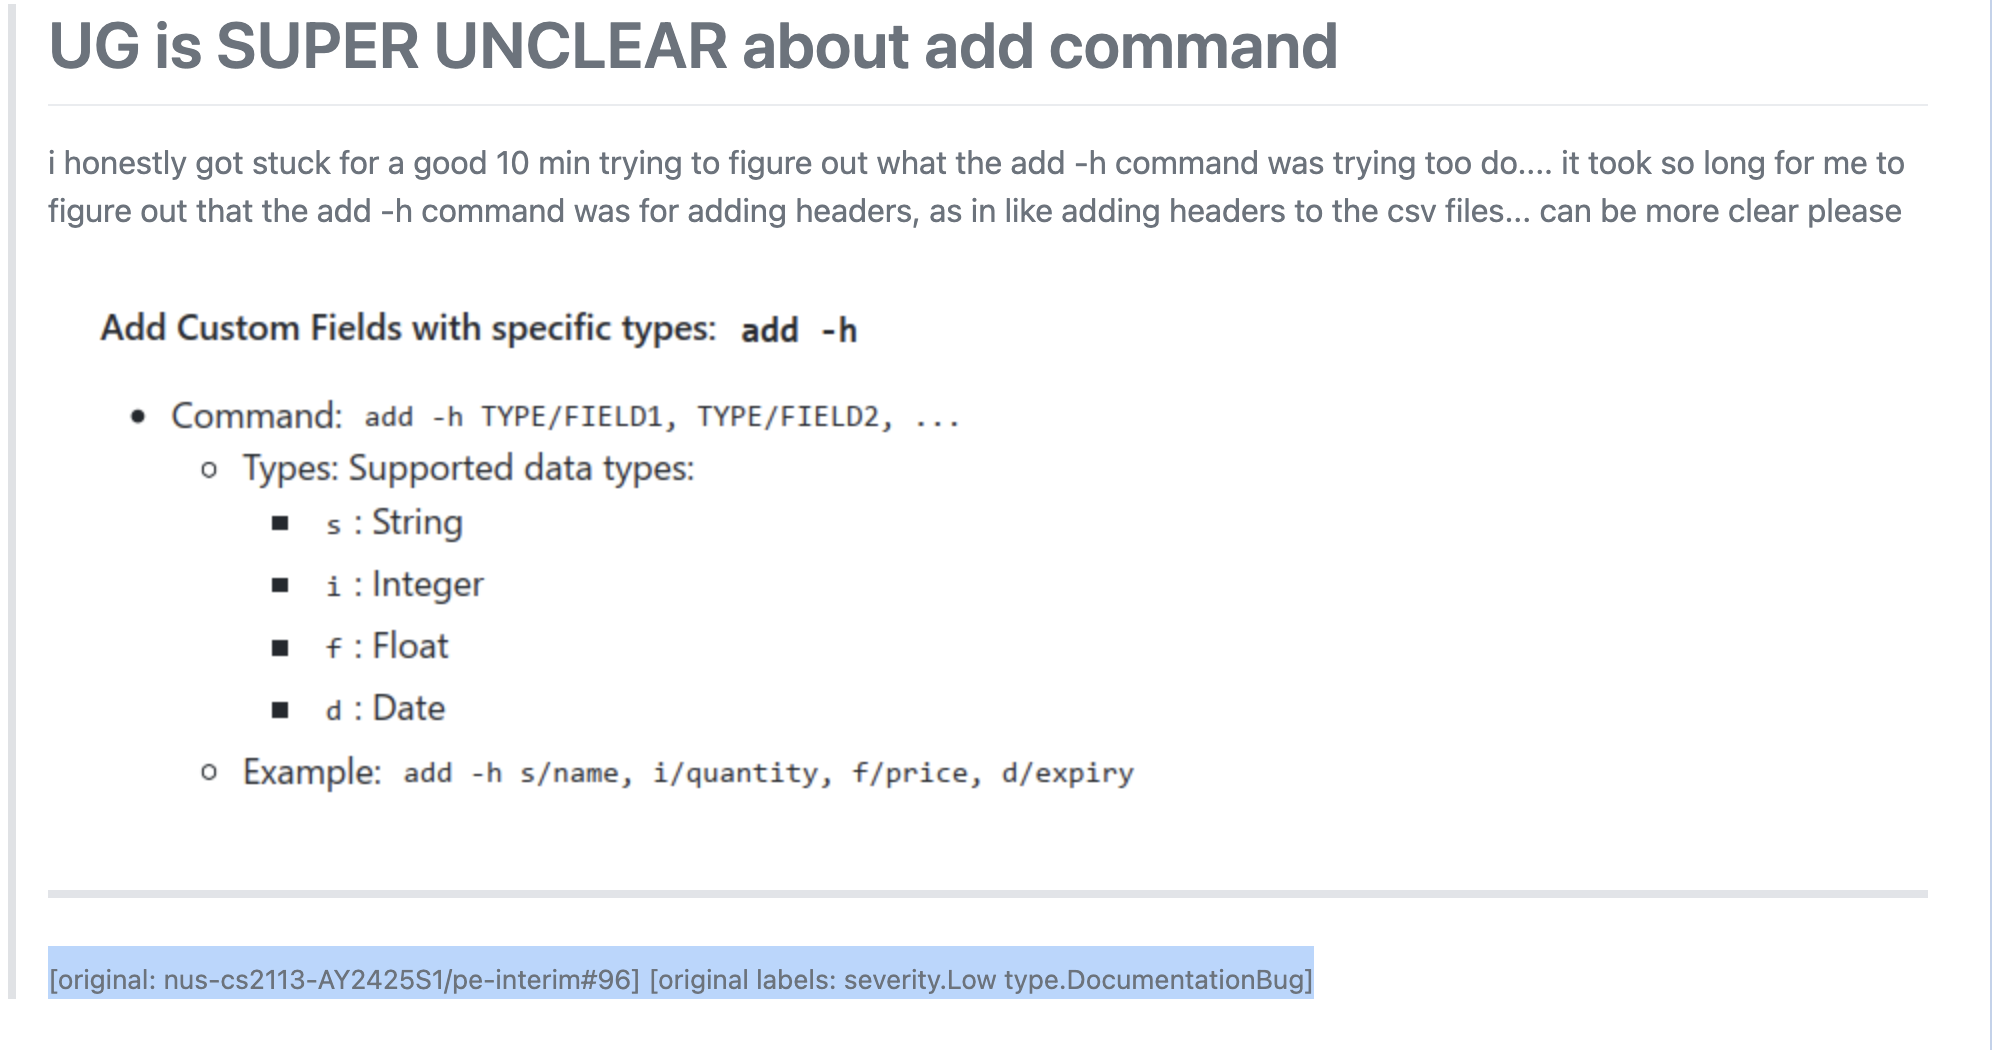 UG is SUPER UNCLEAR about add command
i honestly got stuck for a good 10 min trying to figure out what the add -h command was trying too do.... it took so long for me to
figure out that the add -h command was for adding headers, as in like adding headers to the csv files... can be more clear please
Add Custom Fields with specific types: add -h
• Command: add -h TYPE/FIELD1, TYPE/FIELD2, ...
○ Types: Supported data types:
■ s : String
■ i : Integer
■ f : Float
■ d : Date
○ Example: add -h s/name, i/quantity, f/price, d/expiry
[original: nus-cs2113-AY2425S1/pe-interim#96] [original labels: severity.Low type.DocumentationBug]